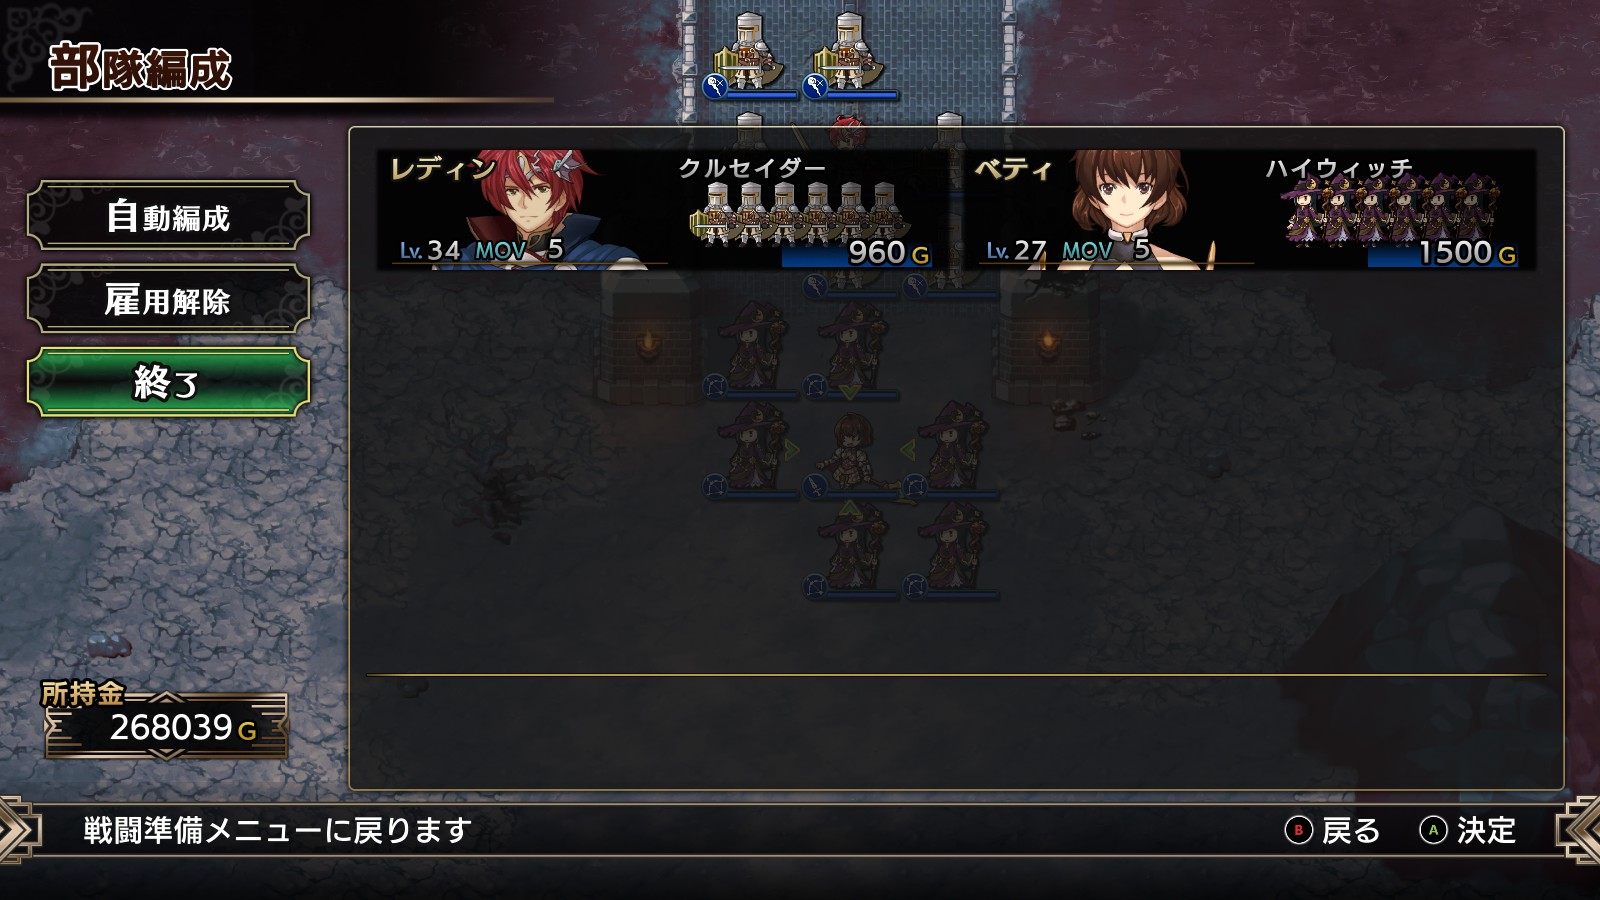 部隊編成
自動編成
雇用解除
終了
所持金
268039 G
レディン
Lv.34 MOV 5
クルセイダー
960 G
ベティ
Lv.27 MOV 5
ハイウィッチ
1500 G
戦闘準備メニューに戻ります
B 戻る A 決定